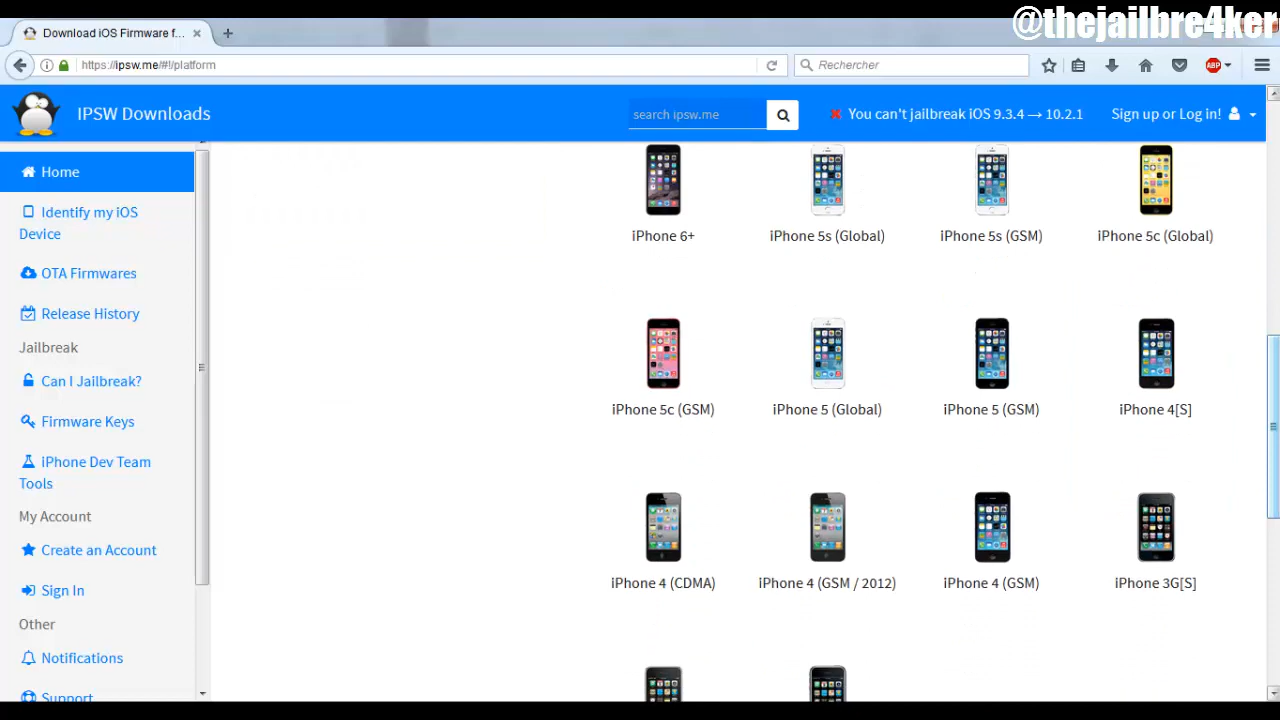 @thejailbre4ker
Download iOS Firmware f...
https://ipsw.me/#!/platform
Rechercher
ABP
IPSW Downloads
search ipsw.me
You can't jailbreak iOS 9.3.4 → 10.2.1
Sign up or Log in!
Home
Identify my iOS
Device
OTA Firmwares
Release History
Jailbreak
Can I Jailbreak?
Firmware Keys
iPhone Dev Team
Tools
My Account
Create an Account
Sign In
Other
Notifications
Support
iPhone 6+
iPhone 5s (Global)
iPhone 5s (GSM)
iPhone 5c (Global)
iPhone 5c (GSM)
iPhone 5 (Global)
iPhone 5 (GSM)
iPhone 4[S]
iPhone 4 (CDMA)
iPhone 4 (GSM / 2012)
iPhone 4 (GSM)
iPhone 3G[S]